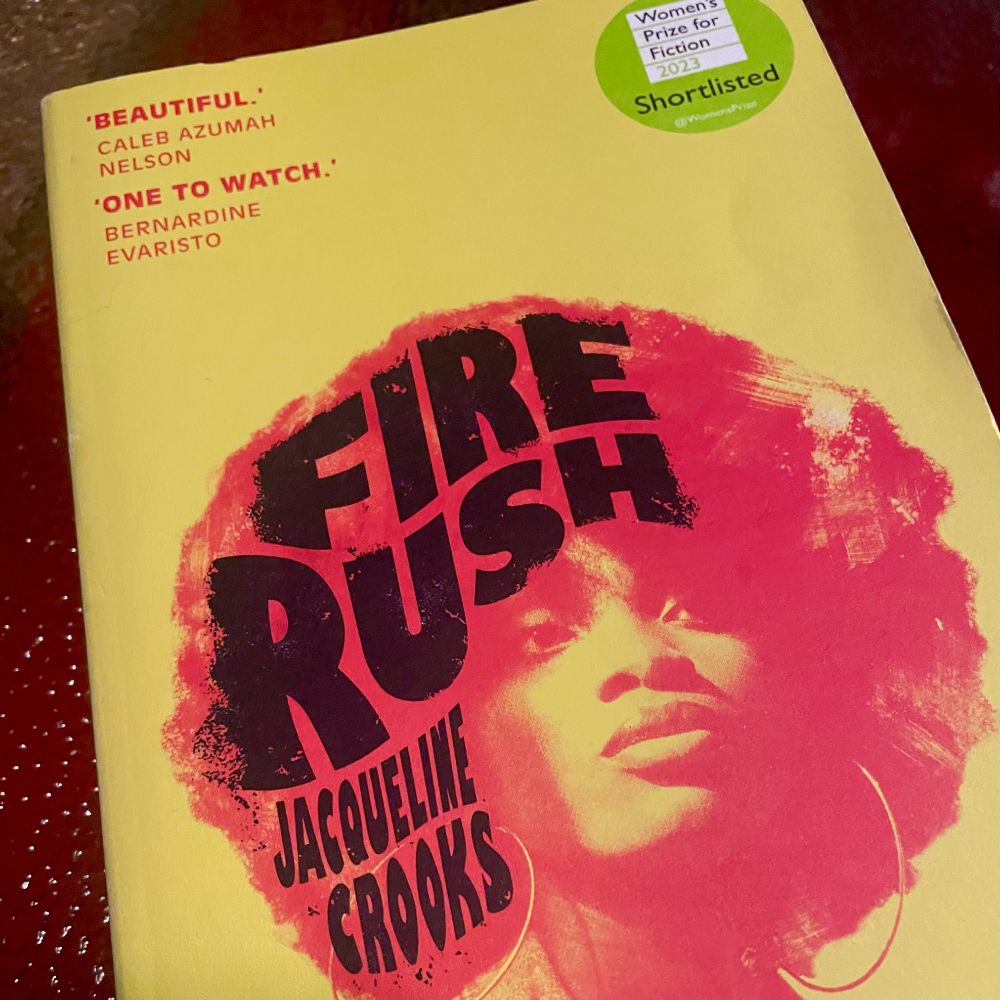 'BEAUTIFUL.'
CALEB AZUMAH
NELSON
'ONE TO WATCH.'
BERNARDINE
EVARISTO
Women's
Prize for
Fiction
2023
Shortlisted
@WomensPrize
FIRE
RUSH
JACQUELINE
CROOKS